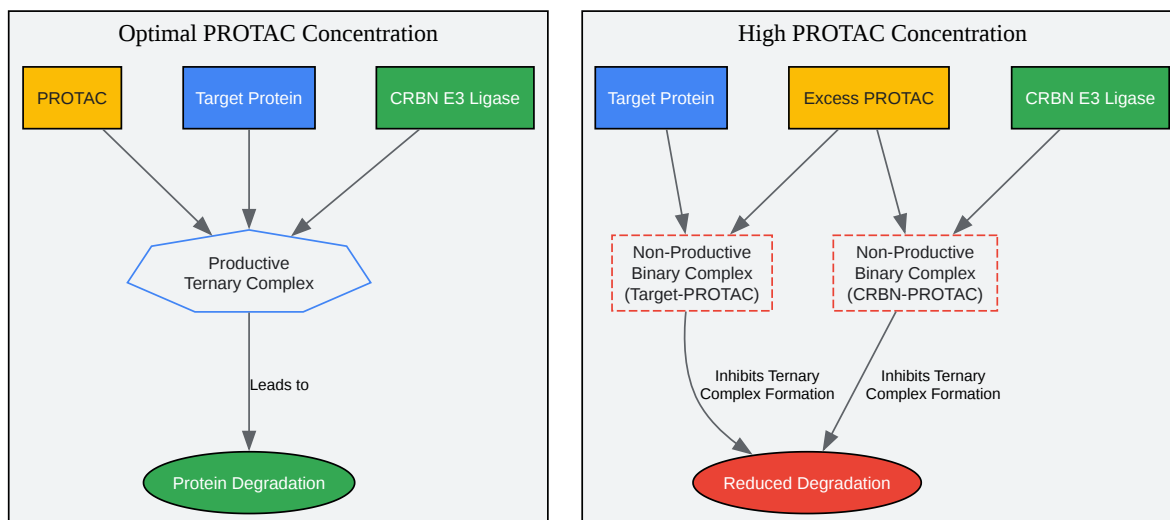 Optimal PROTAC Concentration
PROTAC
Target Protein
CRBN E3 Ligase
Productive
Ternary Complex
Leads to
Protein Degradation
High PROTAC Concentration
Target Protein
Excess PROTAC
CRBN E3 Ligase
Non-Productive
Binary Complex
(Target-PROTAC)
Non-Productive
Binary Complex
(CRBN-PROTAC)
Inhibits Ternary
Complex Formation
Inhibits Ternary
Complex Formation
Reduced Degradation